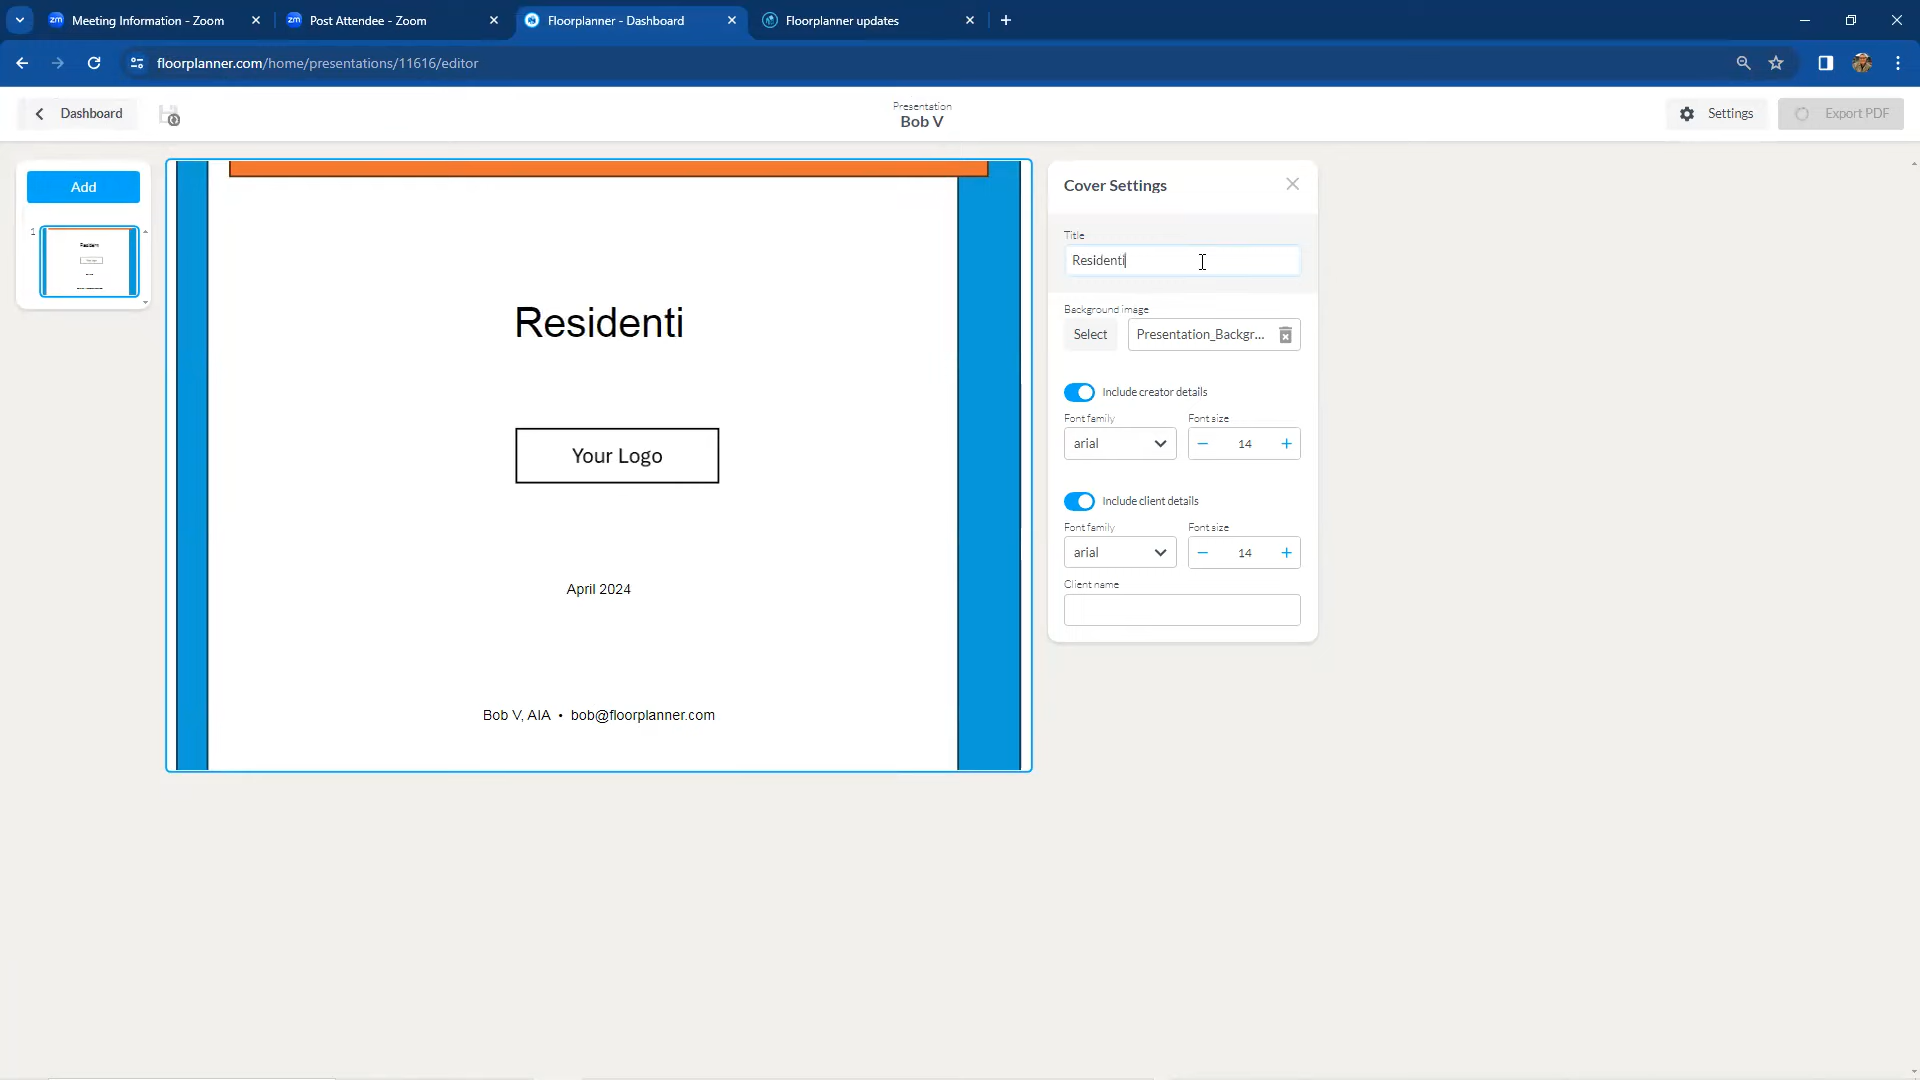 Meeting Information - Zoom
Post Attendee - Zoom
Floorplanner - Dashboard
Floorplanner updates
floorplanner.com/home/presentations/11616/editor
Dashboard
Presentation
Bob V
Settings
Export PDF
Add
1
Residenti
Your Logo
April 2024
Bob V, AIA • bob@floorplanner.com
Cover Settings
Title
Residenti
Background image
Select
Presentation_Backgr...
Include creator details
Font family
Font size
arial
14
Include client details
Font family
Font size
arial
14
Client name